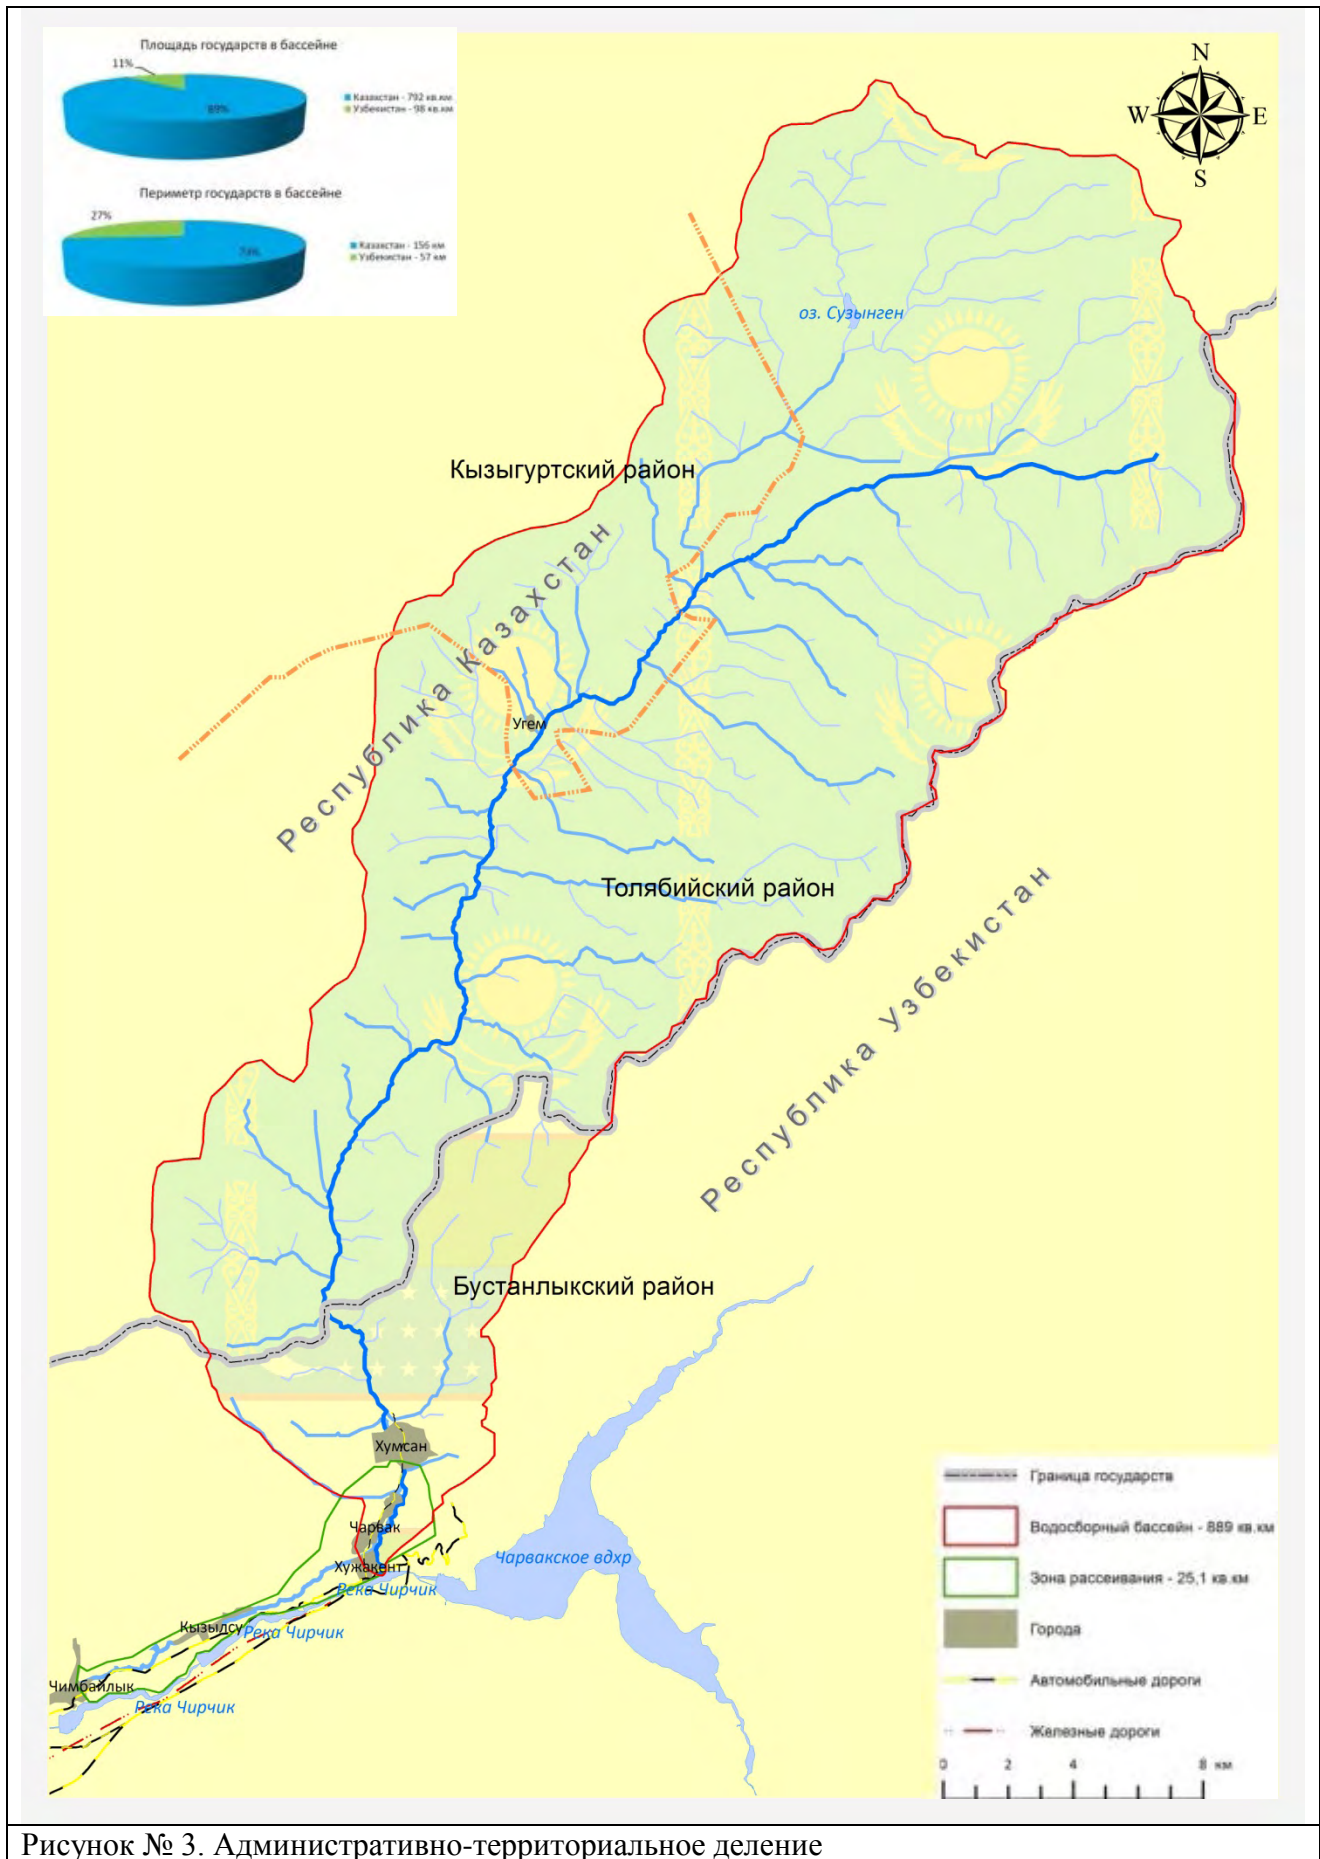 Площадь государств в бассейне
11%
89%
Казахстан - 792 кв.км
Узбекистан - 98 кв.км
Периметр государств в бассейне
27%
73%
Казахстан - 156 км
Узбекистан - 57 км
N
W E
S
оз. Сузынген
Кызыгуртский район
Республика Казахстан
Угем
Толябийский район
Республика Узбекистан
Бустанлыкский район
Хумсан
Чарвак
Хужакент
Чарвакское вдхр
Река Чирчик
Кызылсу
Река Чирчик
Чимбайлык
Река Чирчик
Граница государств
Водосборный бассейн - 889 кв.км
Зона рассеивания - 25,1 кв.км
Города
Автомобильные дороги
Железные дороги
0 2 4 8 км
Рисунок № 3. Административно-территориальное деление